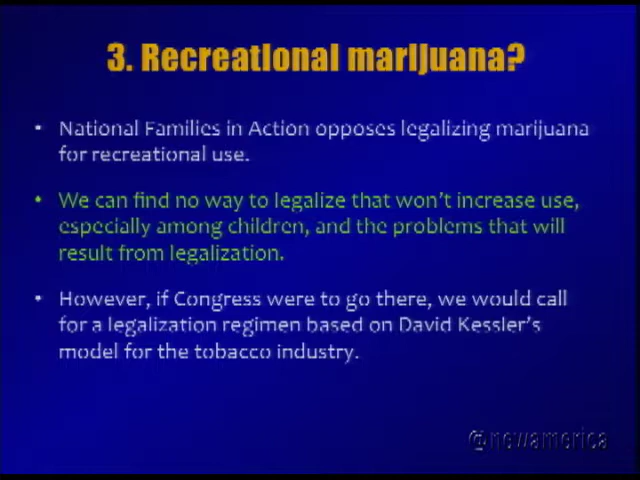 3. Recreational marijuana?
• National Families in Action opposes legalizing marijuana
for recreational use.
• We can find no way to legalize that won't increase use,
especially among children, and the problems that will
result from legalization.
• However, if Congress were to go there, we would call
for a legalization regimen based on David Kessler's
model for the tobacco industry.
@newamerica